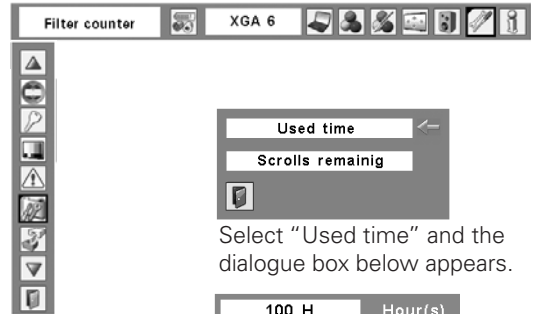 Filter counter
XGA 6
Used time
Scrolls remainig
Select “Used time” and the
dialogue box below appears.
100 H Hour(s)